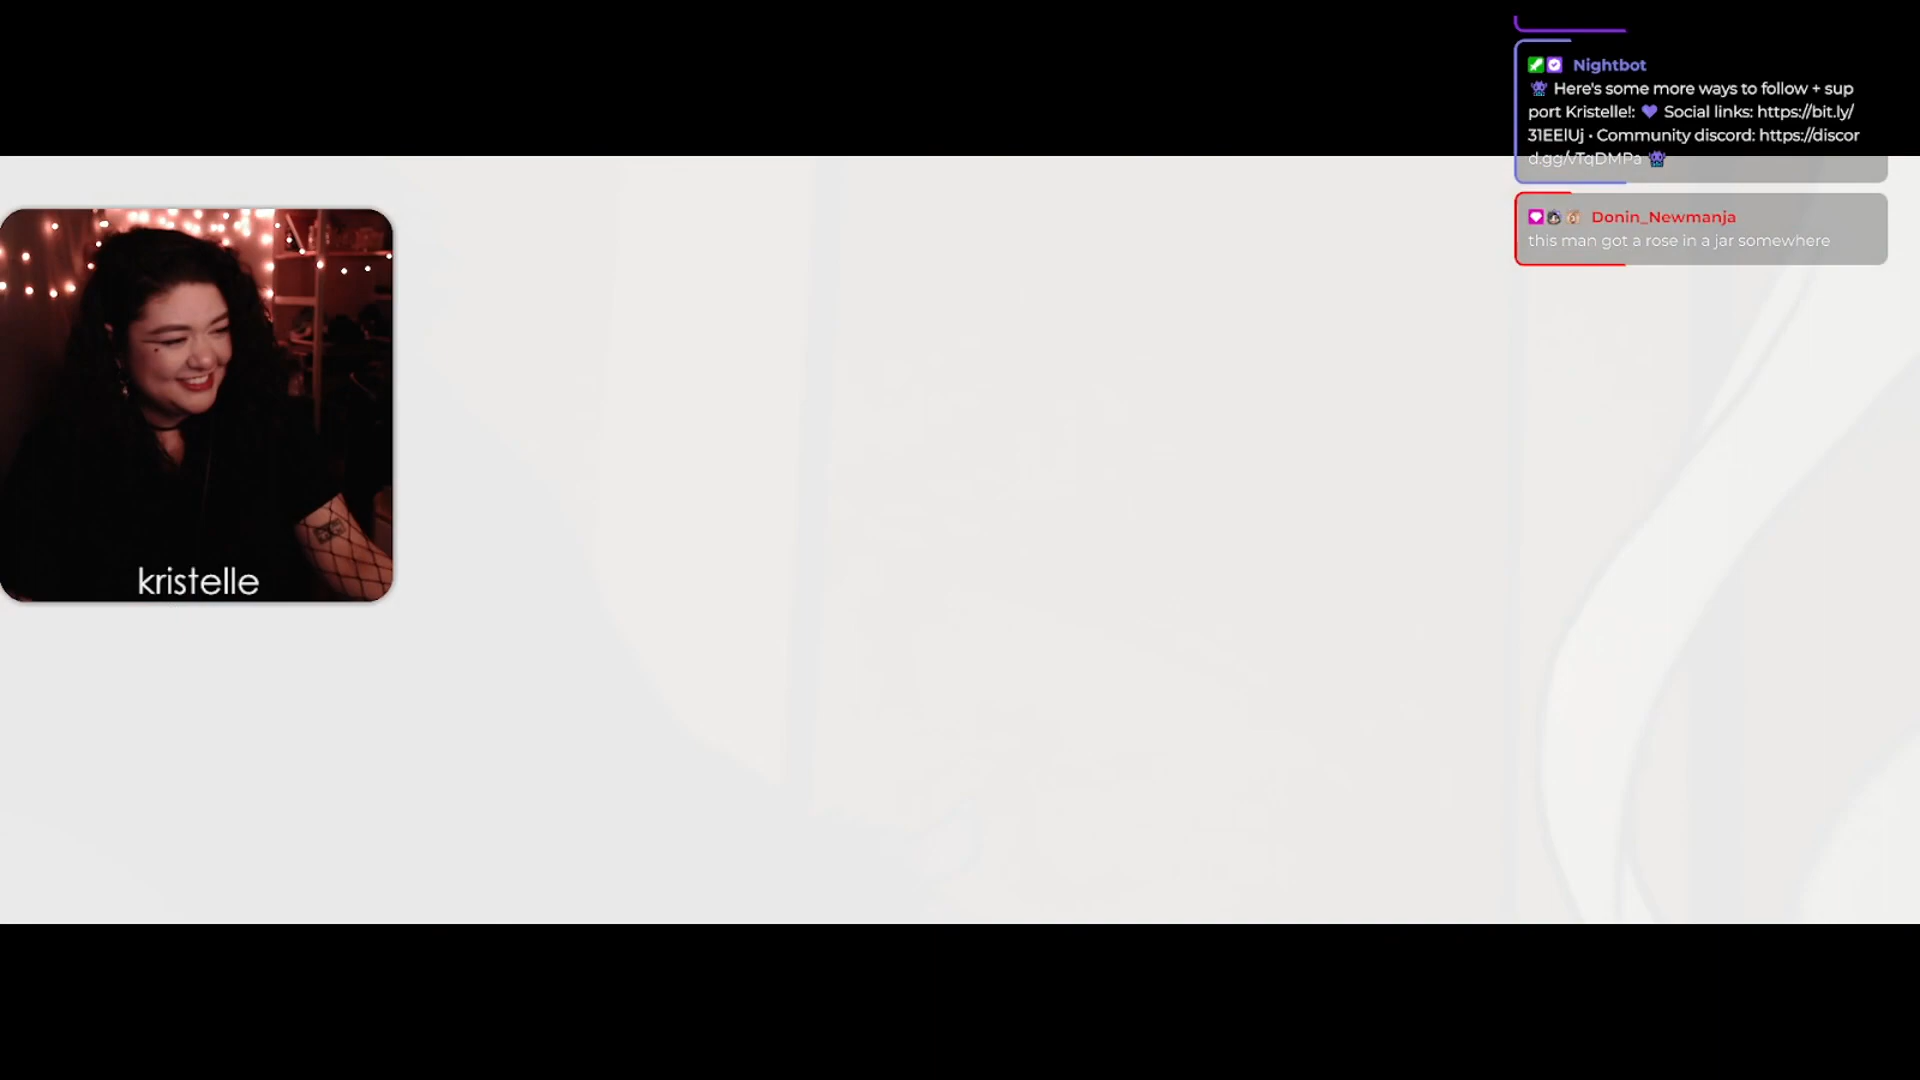 Nightbot
Here's some more ways to follow + sup
port Kristelle!: 💜 Social links: https://bit.ly/
31EEIUj • Community discord: https://discor
d.gg/vTqDMPa
Donin_Newmanja
this man got a rose in a jar somewhere
kristelle